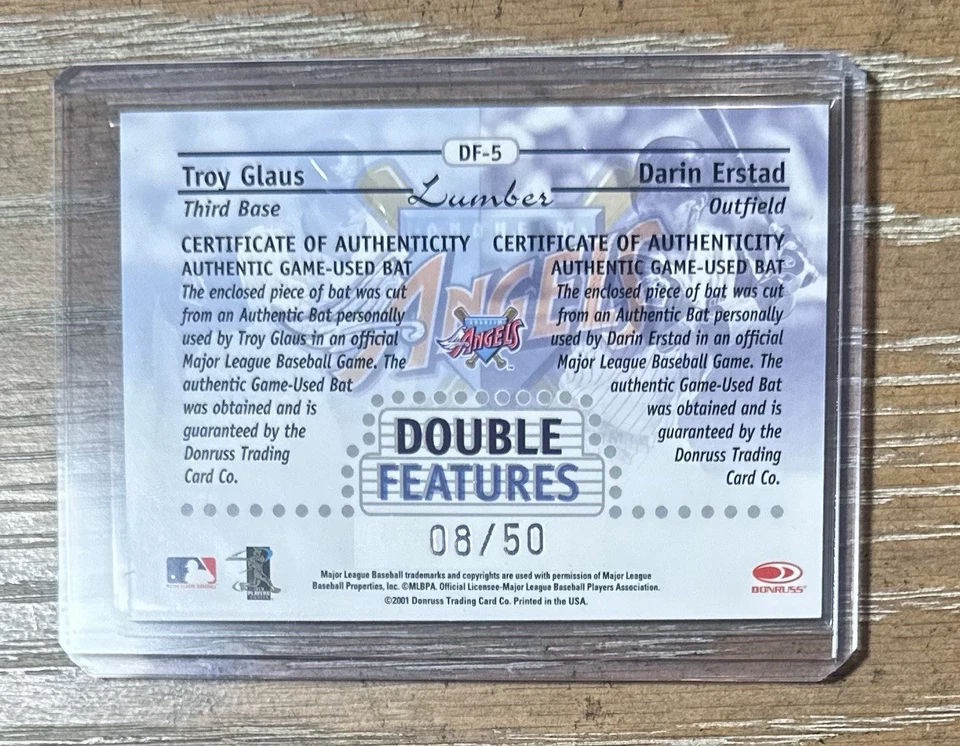 DF-5
Troy Glaus
Lumber
Darin Erstad
Third Base
Outfield
CERTIFICATE OF AUTHENTICITY
AUTHENTIC GAME-USED BAT
The enclosed piece of bat was cut
from an Authentic Bat personally
used by Troy Glaus in an official
Major League Baseball Game. The
authentic Game-Used Bat
was obtained and is
guaranteed by the
Donruss Trading
Card Co.
CERTIFICATE OF AUTHENTICITY
AUTHENTIC GAME-USED BAT
The enclosed piece of bat was cut
from an Authentic Bat personally
used by Darin Erstad in an official
Major League Baseball Game. The
authentic Game-Used Bat
was obtained and is
guaranteed by the
Donruss Trading
Card Co.
ANGELS
ANAHEIM
ANGELS
DOUBLE
FEATURES
08/50
Major League Baseball trademarks and copyrights are used with permission of Major League
Baseball Properties, Inc. ©MLBPA. Official Licensee-Major League Baseball Players Association.
©2001 Donruss Trading Card Co. Printed in the USA.
DONRUSS